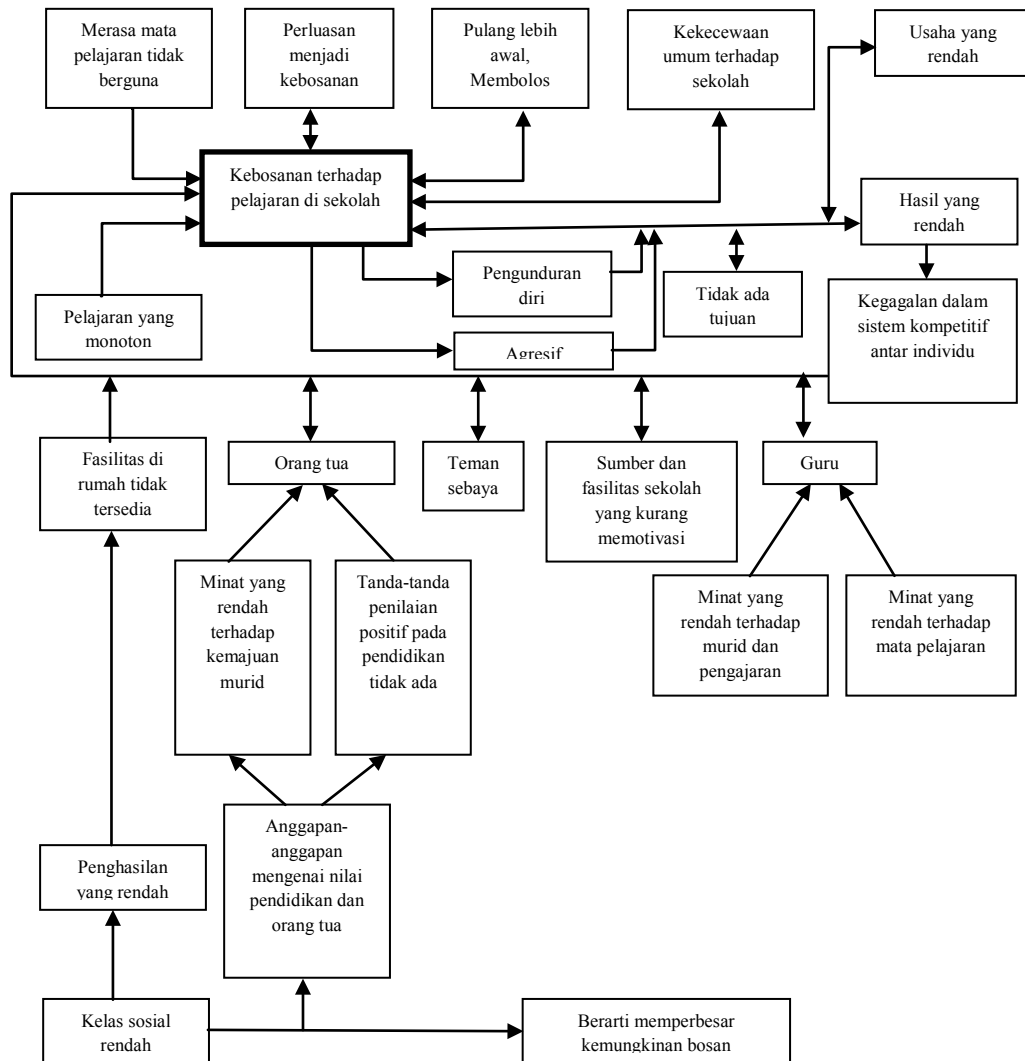 Merasa mata
pelajaran tidak
berguna
Perluasan
menjadi
kebosanan
Pulang lebih
awal,
Membolos
Kekecewaan
umum terhadap
sekolah
Usaha yang
rendah
Kebosanan terhadap
pelajaran di sekolah
Hasil yang
rendah
Pengunduran
diri
Tidak ada
tujuan
Kegagalan dalam
sistem kompetitif
antar individu
Pelajaran yang
monoton
Agresif
Fasilitas di
rumah tidak
tersedia
Orang tua
Teman
sebaya
Sumber dan
fasilitas sekolah
yang kurang
memotivasi
Guru
Minat yang
rendah
terhadap
kemajuan
murid
Tanda-tanda
penilaian
positif pada
pendidikan
tidak ada
Minat yang
rendah terhadap
murid dan
pengajaran
Minat yang
rendah terhadap
mata pelajaran
Anggapan-
anggapan
mengenai nilai
pendidikan dan
orang tua
Penghasilan
yang rendah
Kelas sosial
rendah
Berarti memperbesar
kemungkinan bosan